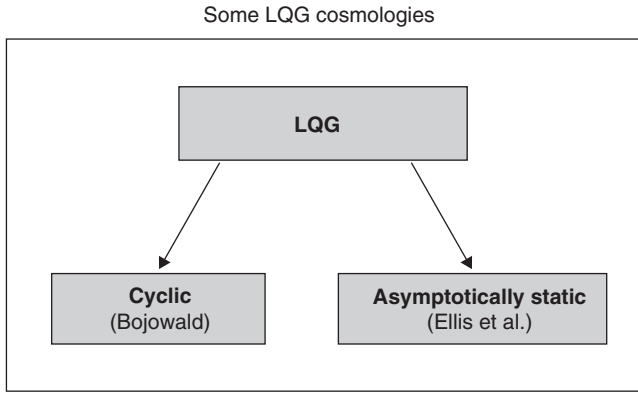 Some LQG cosmologies
LQG
Cyclic
(Bojowald)
Asymptotically static
(Ellis et al.)